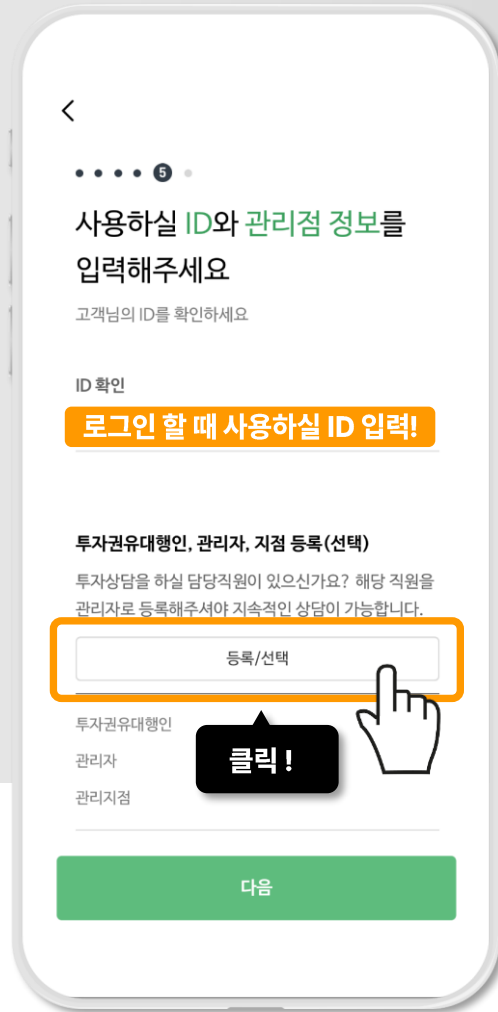 5
사용하실 ID와 관리점 정보를
입력해주세요
고객님의 ID를 확인하세요
ID 확인
로그인 할 때 사용하실 ID 입력!
투자권유대행인, 관리자, 지점 등록(선택)
투자상담을 하실 담당직원이 있으신가요? 해당 직원을
관리자로 등록해주셔야 지속적인 상담이 가능합니다.
등록/선택
투자권유대행인
클릭 !
관리자
관리지점
다음